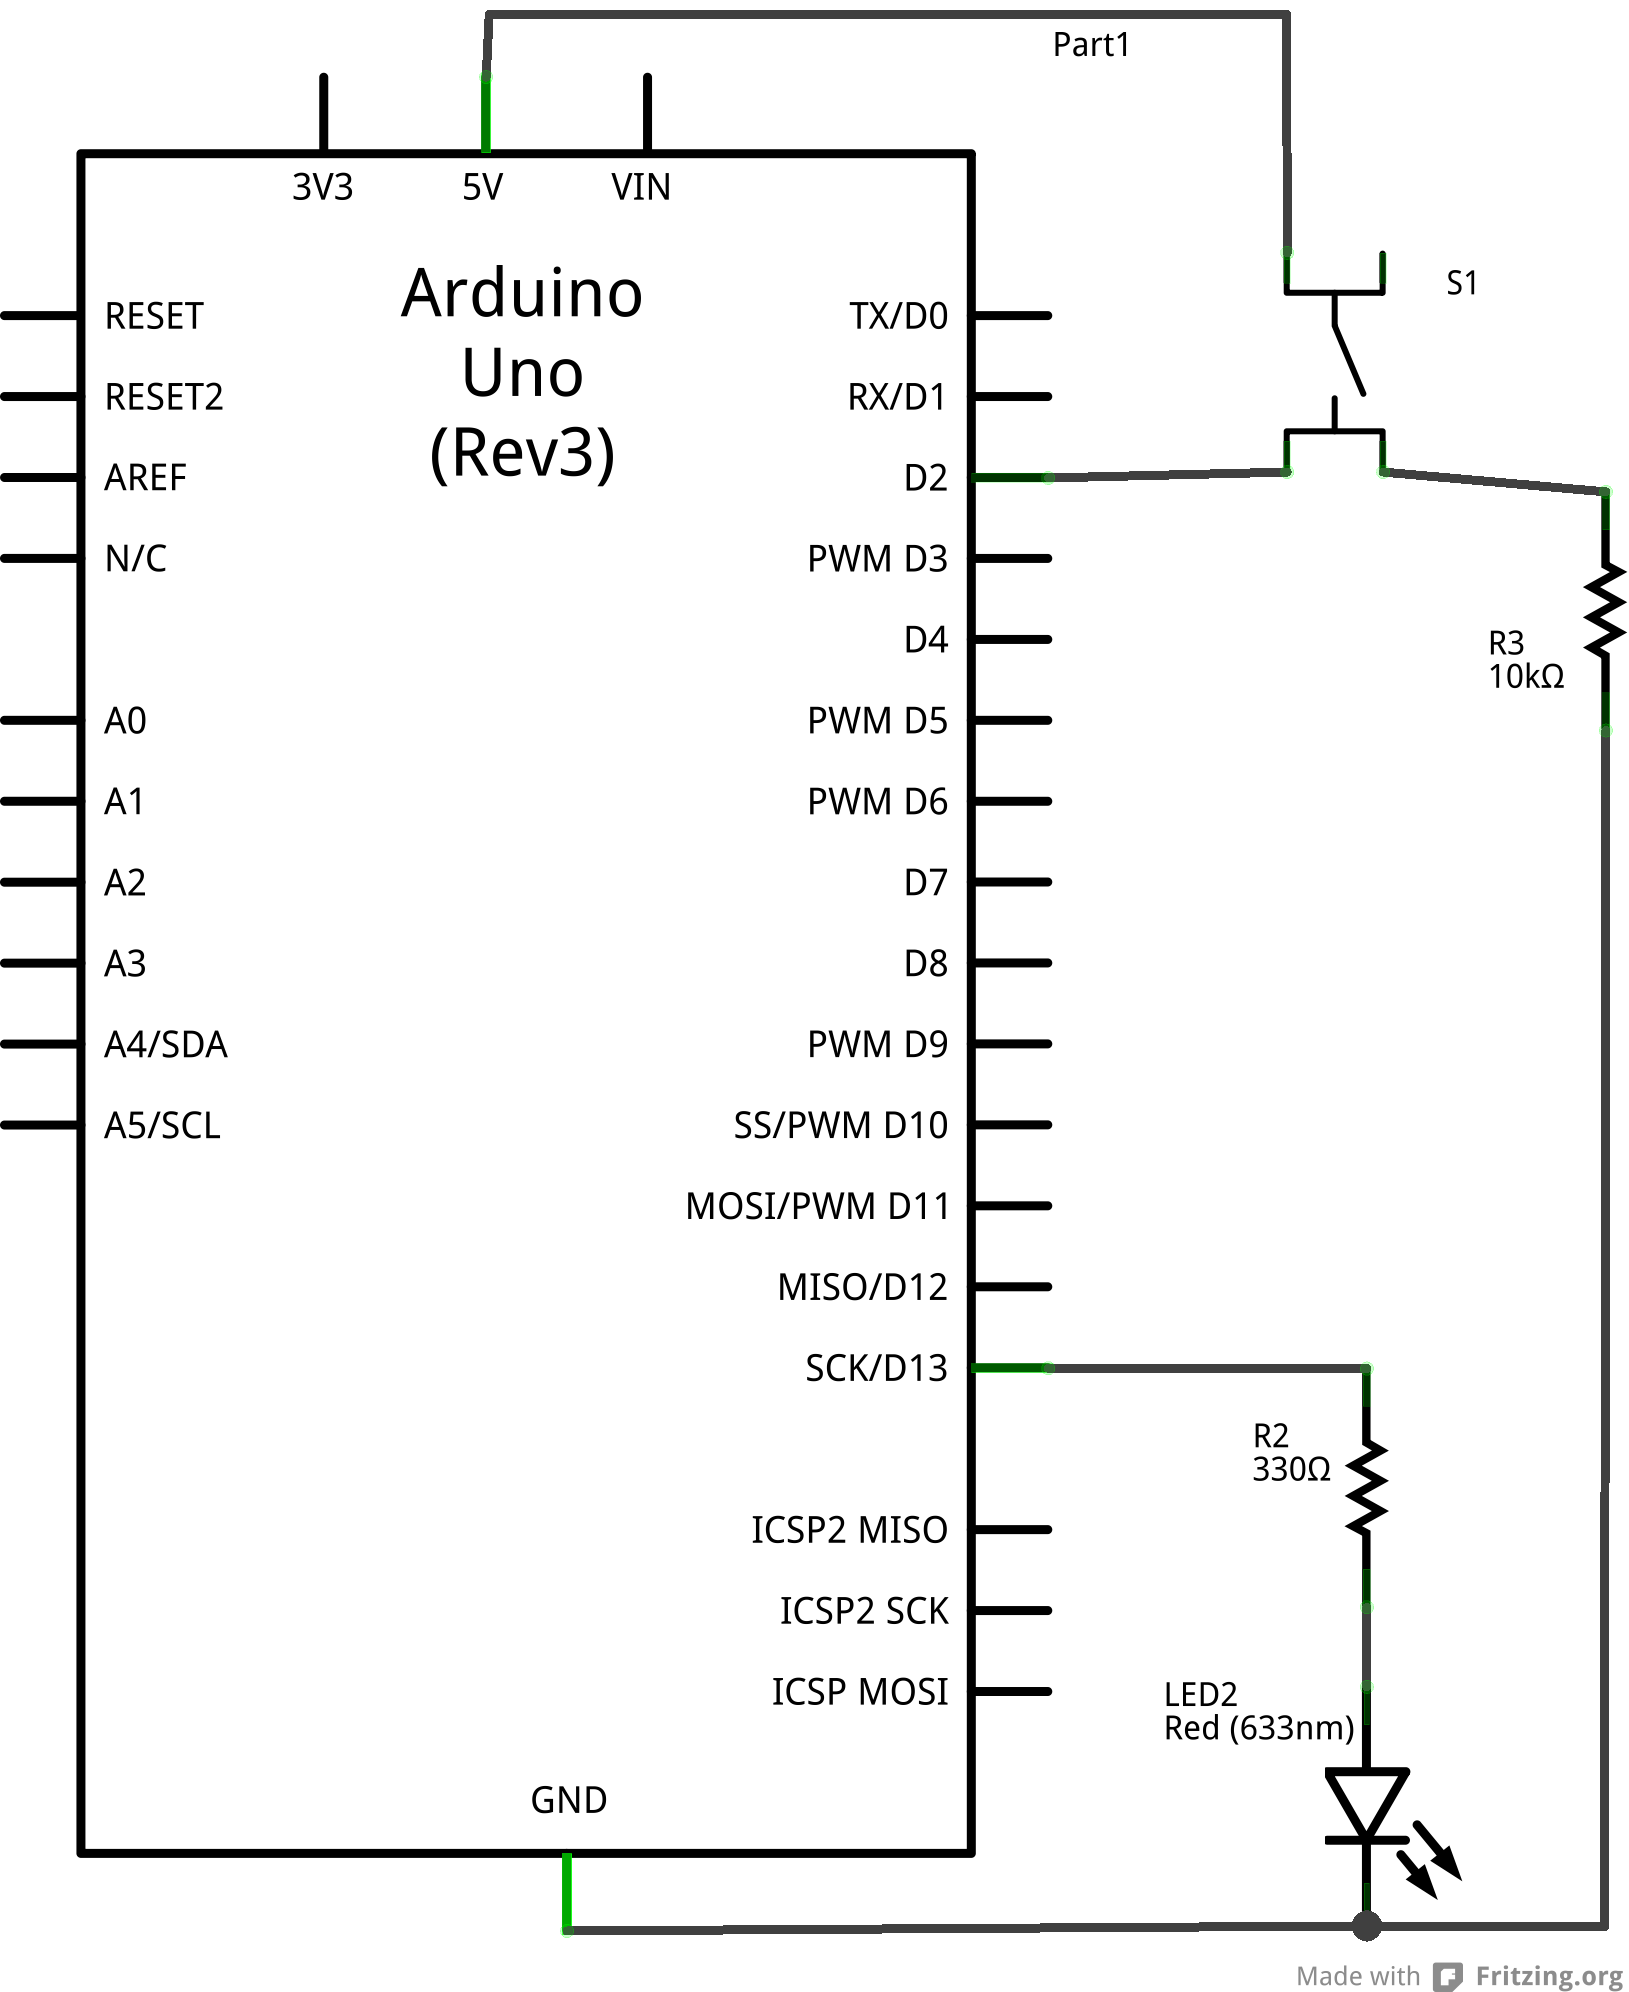 Part1
3V3
5V
VIN
Arduino
Uno
(Rev3)
S1
RESET
TX/D0
RESET2
RX/D1
AREF
D2
N/C
PWM D3
D4
R3
10kΩ
A0
PWM D5
A1
PWM D6
A2
D7
A3
D8
A4/SDA
PWM D9
A5/SCL
SS/PWM D10
MOSI/PWM D11
MISO/D12
SCK/D13
R2
330Ω
ICSP2 MISO
ICSP2 SCK
ICSP MOSI
LED2
Red (633nm)
GND
Made with Fritzing.org